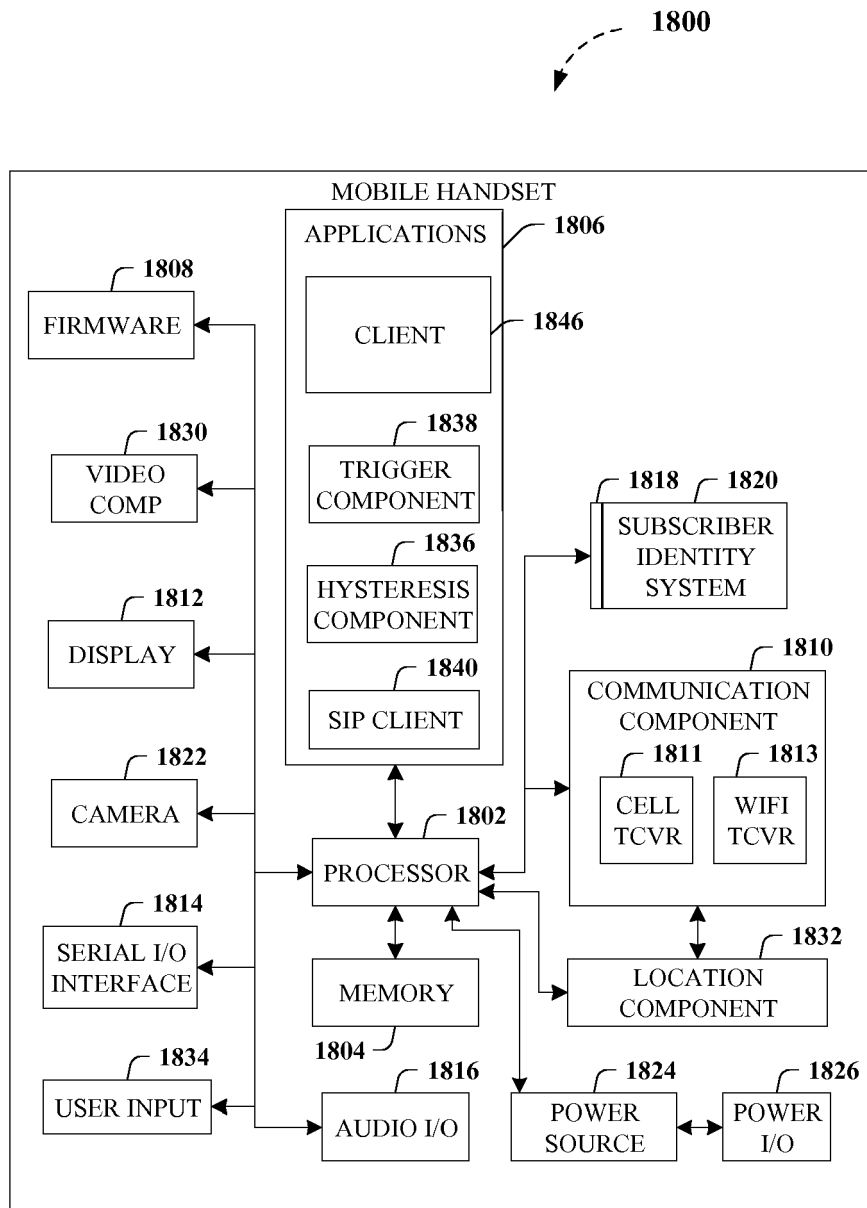 1800
MOBILE HANDSET
APPLICATIONS
1806
CLIENT
1846
1838
TRIGGER
COMPONENT
1836
HYSTERESIS
COMPONENT
1840
SIP CLIENT
1808
FIRMWARE
1830
VIDEO
COMP
1812
DISPLAY
1822
CAMERA
1814
SERIAL I/O
INTERFACE
1834
USER INPUT
1802
PROCESSOR
MEMORY
1804
1816
AUDIO I/O
1818
1820
SUBSCRIBER
IDENTITY
SYSTEM
1810
COMMUNICATION
COMPONENT
1811
CELL
TCVR
1813
WIFI
TCVR
1832
LOCATION
COMPONENT
1824
POWER
SOURCE
1826
POWER
I/O